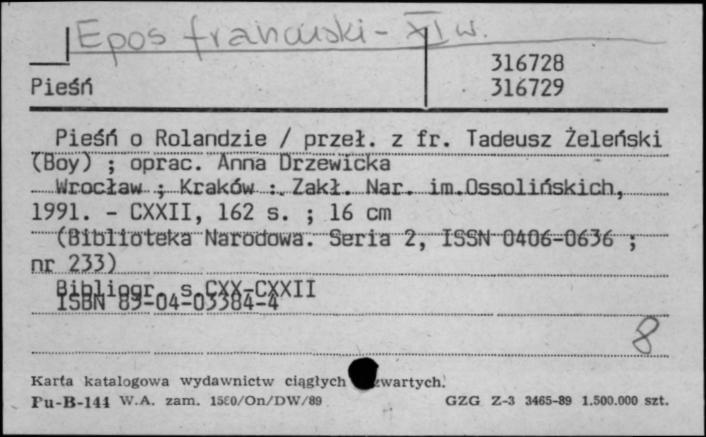 Epos francuski - XI w.
316728
Pieśń 316729
Pieśń o Rolandzie / przeł. z fr. Tadeusz Żeleński
(Boy) ; oprac. Anna Drzewicka
Wrocław ; Kraków : Zakł. Nar. im.Ossolińskich,
1991. - CXXII, 162 s. ; 16 cm
(Biblioteka Narodowa. Seria 2, ISSN 0406-0636 ;
nr 233)
Bibliogr. s CXX-CXXII
ISBN 83-04-03384-4
8
Karta katalogowa wydawnictw ciągłych zwartych.
Pu-B-144 W.A. zam. 1580/On/DW/89 GZG Z-3 3465-89 1.500.000 szt.